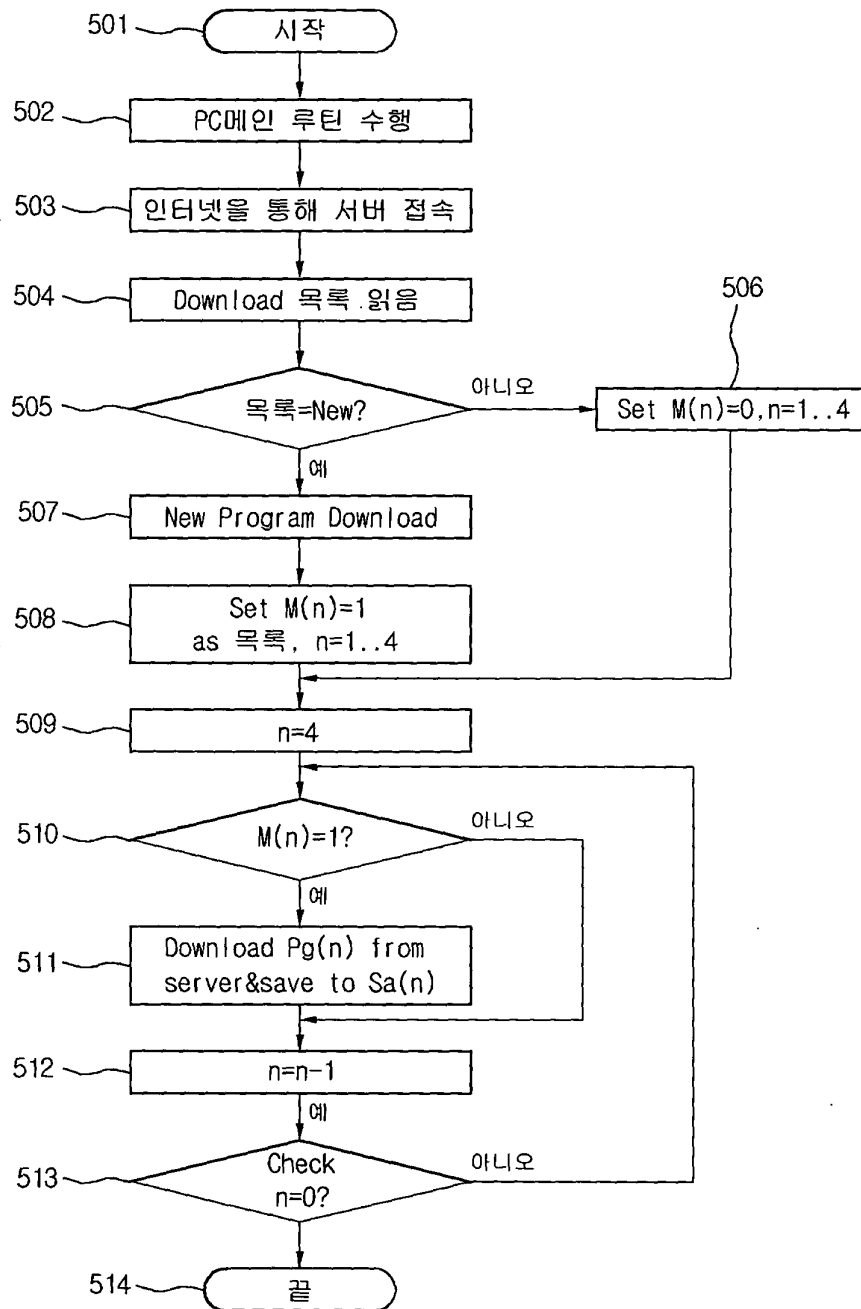 501
시작
502
PC메인 루틴 수행
503
인터넷을 통해 서버 접속
504
Download 목록 읽음
505
목록=New?
아니오
506
Set M(n)=0,n=1..4
예
507
New Program Download
508
Set M(n)=1
as 목록, n=1..4
509
n=4
510
M(n)=1?
아니오
예
511
Download Pg(n) from
server&save to Sa(n)
512
n=n-1
예
513
Check
n=0?
아니오
514
끝